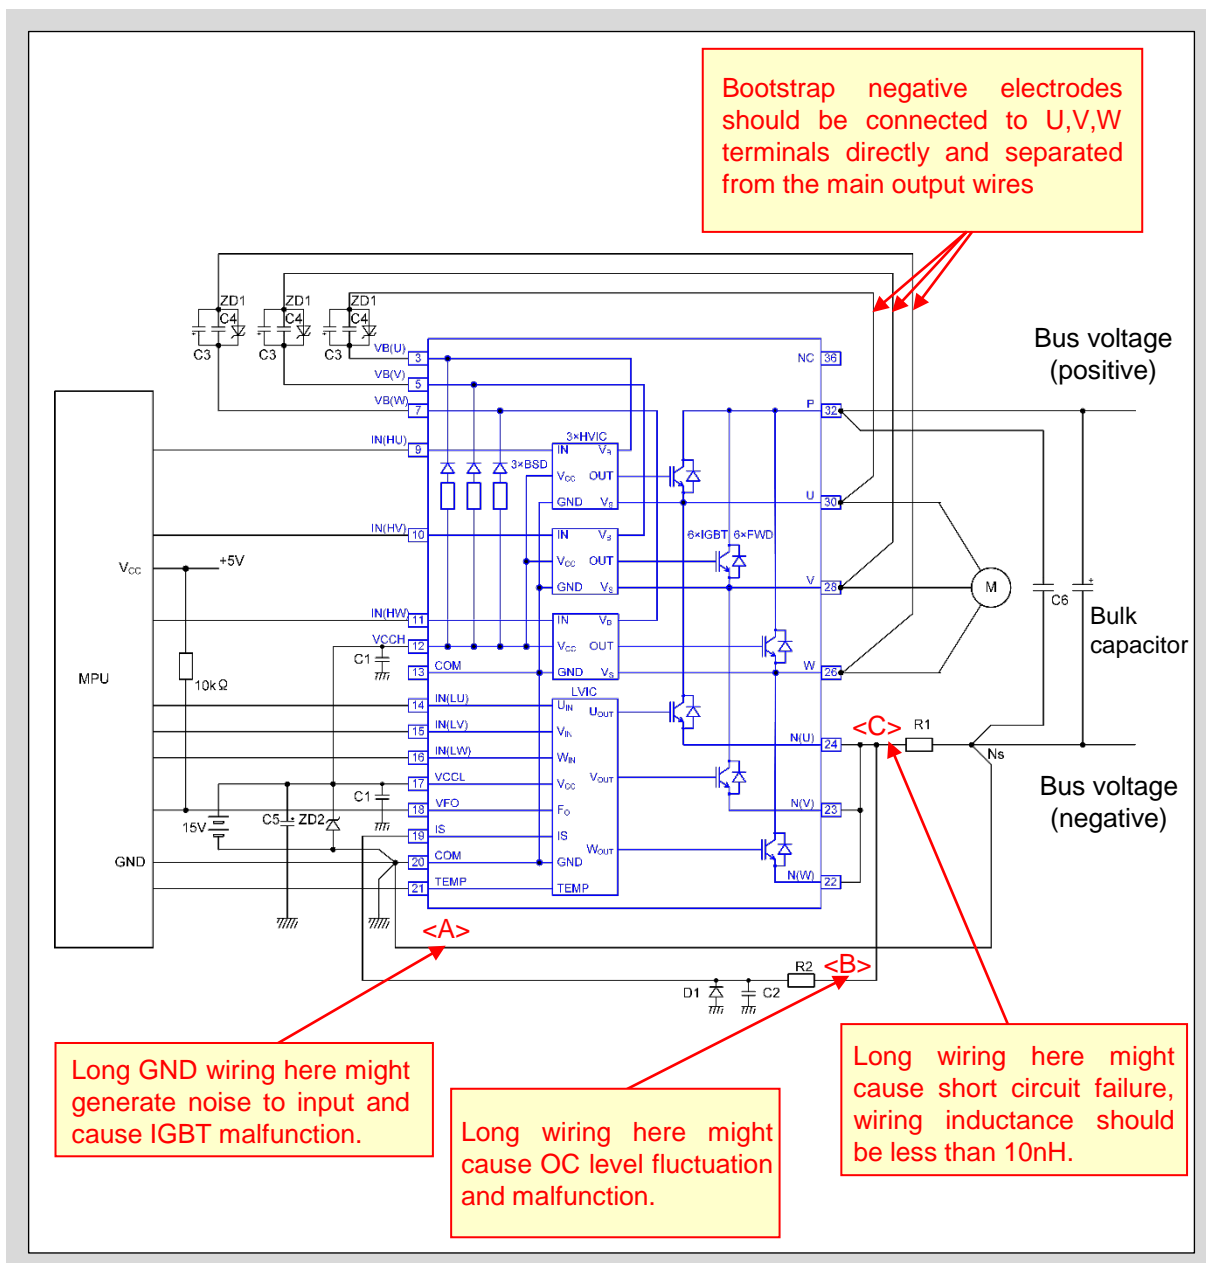 Bootstrap negative electrodes
should be connected to U,V,W
terminals directly and separated
from the main output wires
ZD1
ZD1
ZD1
C4
C4
C4
C3
C3
C3
Bus voltage
(positive)
VB(U)
3
VB(V)
5
VB(W)
7
NC
36
P
32
IN(HU)
9
3×HVIC
IN
VB
3×BSD
VCC
OUT
GND
VS
U
30
IN(HV)
10
IN
VB
6×IGBT 6×FWD
VCC
OUT
GND
VS
V
28
M
C6
Bulk
capacitor
VCC
+5V
IN(HW)
11
IN
VB
VCCH
12
VCC
OUT
C1
COM
13
GND
VS
W
26
MPU
10kΩ
LVIC
IN(LU)
14
UIN
UOUT
IN(LV)
15
VIN
IN(LW)
16
WIN
N(U)
24
<C>
R1
Ns
VCCL
17
VCC
VOUT
C1
VFO
18
FO
N(V)
23
Bus voltage
(negative)
15V
C5
ZD2
IS
19
IS
WOUT
GND
COM
20
GND
TEMP
21
TEMP
N(W)
22
<A>
<B>
R2
D1
C2
Long GND wiring here might
generate noise to input and
cause IGBT malfunction.
Long wiring here might
cause OC level fluctuation
and malfunction.
Long wiring here might
cause short circuit failure,
wiring inductance should
be less than 10nH.